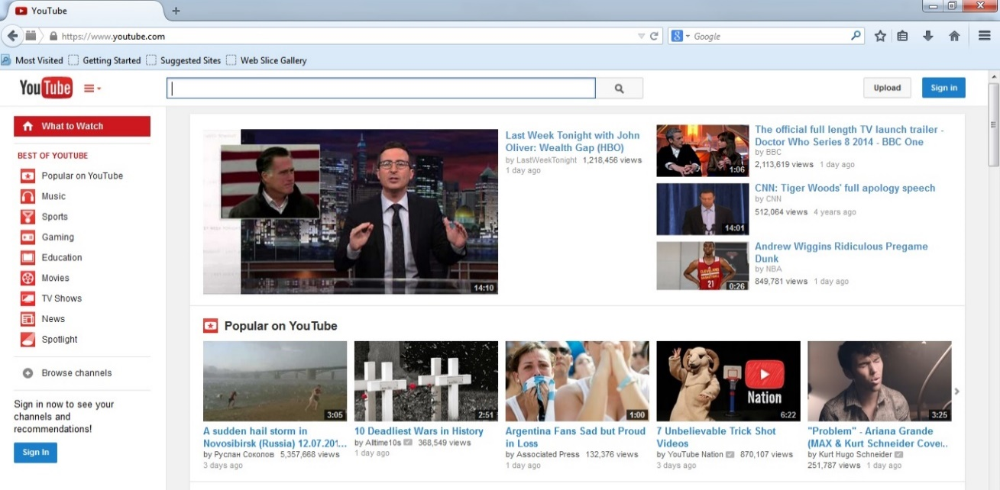 YouTube
https://www.youtube.com
Google
Most Visited
Getting Started
Suggested Sites
Web Slice Gallery
YouTube
Upload
Sign in
What to Watch
BEST OF YOUTUBE
Popular on YouTube
Music
Sports
Gaming
Education
Movies
TV Shows
News
Spotlight
Browse channels
Sign in now to see your
channels and
recommendations!
Sign In
14:10
Last Week Tonight with John
Oliver: Wealth Gap (HBO)
by LastWeekTonight 1,218,456 views
1 day ago
1:06
The official full length TV launch trailer -
Doctor Who Series 8 2014 - BBC One
by BBC
2,113,619 views 1 day ago
14:01
CNN: Tiger Woods' full apology speech
by CNN
512,064 views 4 years ago
CLEVELAND
21
0:26
Andrew Wiggins Ridiculous Pregame
Dunk
by NBA
849,781 views 1 day ago
Popular on YouTube
3:05
A sudden hail storm in
Novosibirsk (Russia) 12.07.201...
by Руслан Соколов 5,357,668 views
3 days ago
2:51
10 Deadliest Wars in History
by Alltime10s 368,549 views
1 day ago
1:00
Argentina Fans Sad but Proud
in Loss
by Associated Press 132,376 views
1 day ago
Nation
6:22
7 Unbelievable Trick Shot
Videos
by YouTube Nation 870,107 views
3 days ago
3:25
"Problem" - Ariana Grande
(MAX & Kurt Schneider Cover..
by Kurt Hugo Schneider
251,787 views 1 day ago